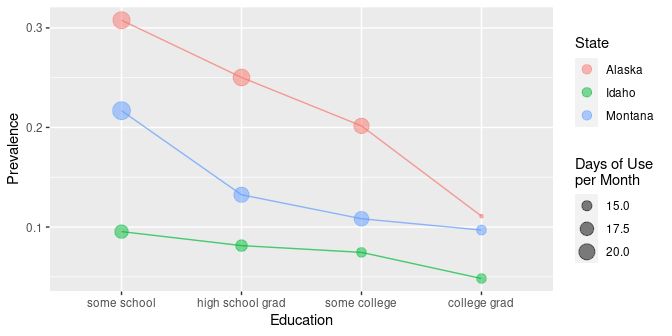 0.3
0.2
0.1
Prevalence
some school
high school grad
some college
college grad
Education
State
Alaska
Idaho
Montana
Days of Use
per Month
15.0
17.5
20.0